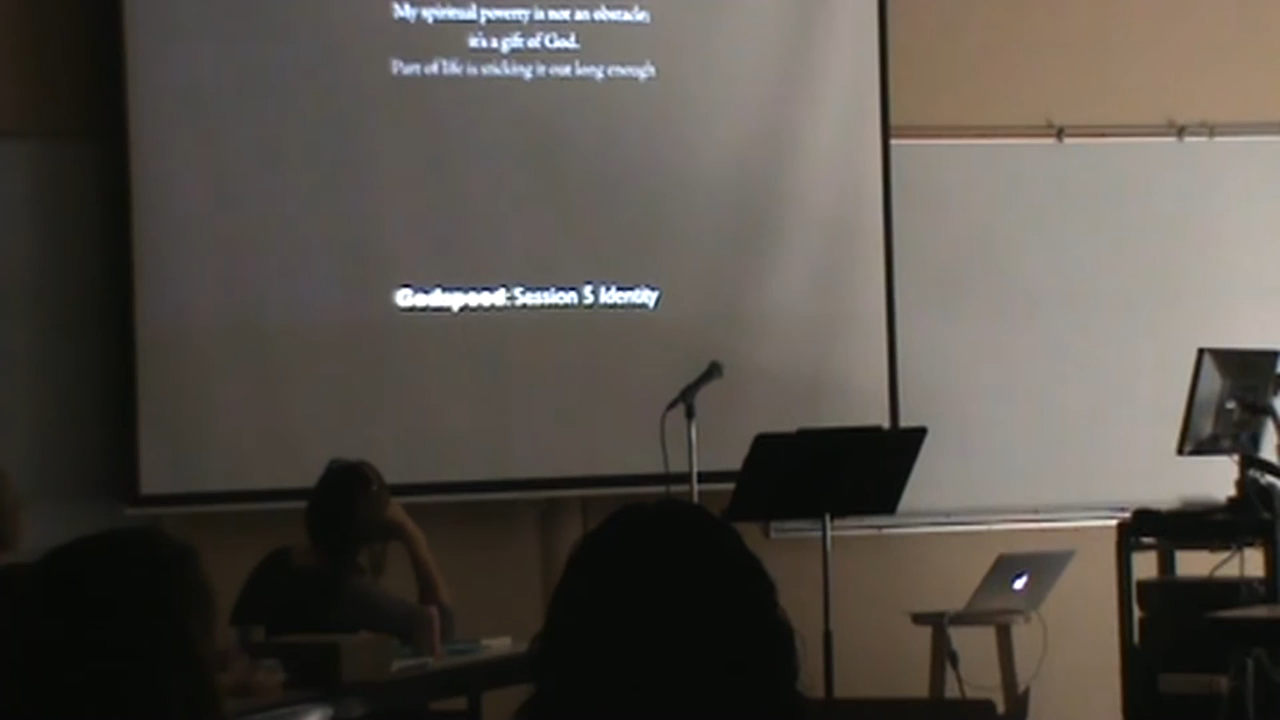 My spiritual poverty is not an obstacle;
it's a gift of God.
Part of life is sticking it out long enough
Godspeed: Session 5 Identity